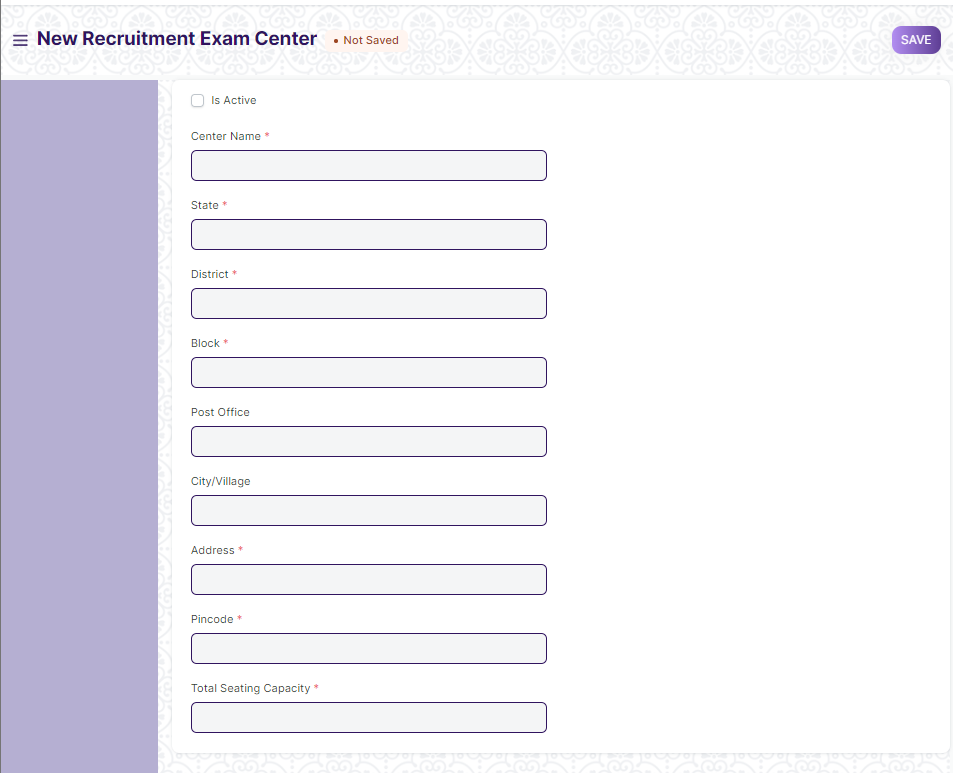 New Recruitment Exam Center • Not Saved SAVE
Is Active
Center Name *
State *
District *
Block *
Post Office
City/Village
Address *
Pincode *
Total Seating Capacity *